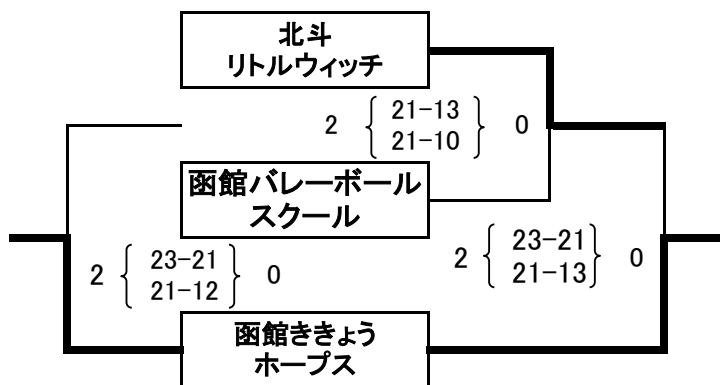 北斗
リトルウィッチ
2 { 21-13 } 0
21-10
函館バレーボール
スクール
2 { 23-21 } 0
21-12
2 { 23-21 } 0
21-13
函館ききょう
ホープス